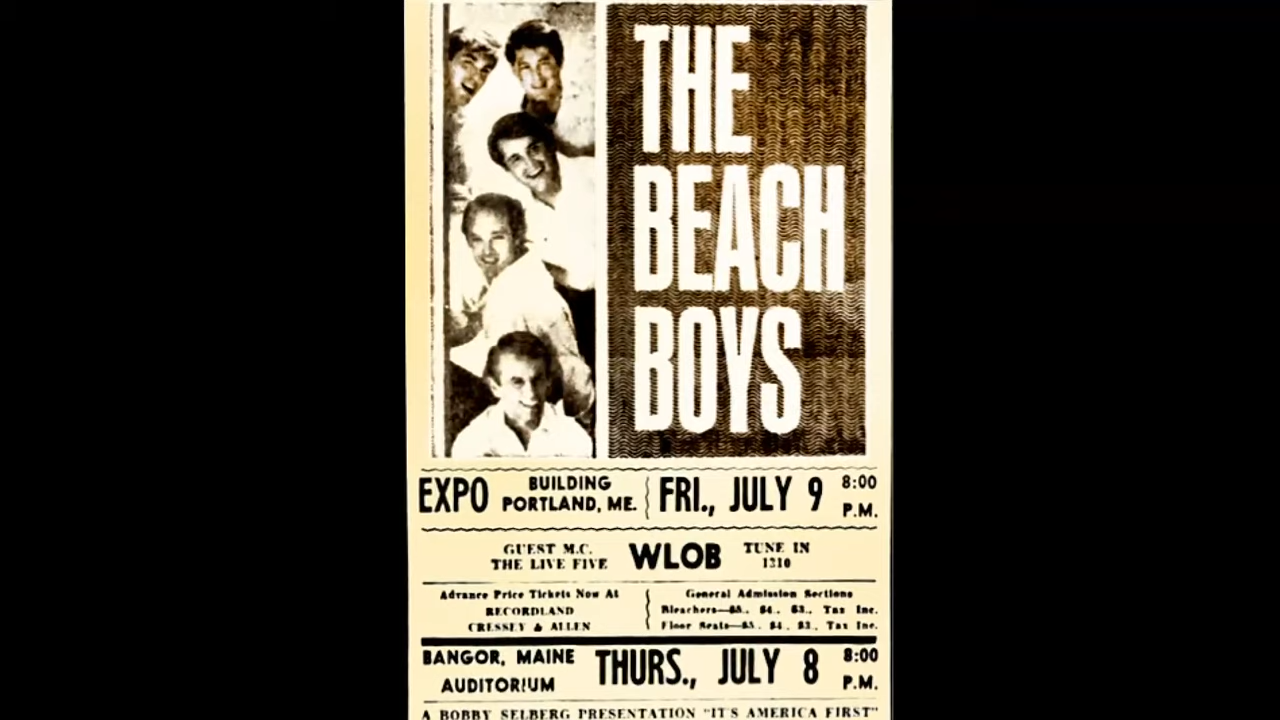 THE
BEACH
BOYS
EXPO BUILDING PORTLAND, ME. FRI., JULY 9 8:00 P.M.
GUEST M.C.
THE LIVE FIVE
WLOB
TUNE IN
1310
Advance Price Tickets Now At
RECORDLAND
CRESSEY & ALLEN
General Admission Sections
Bleachers—$5., $4., $3., Tax Inc.
Floor Seats—$5., $4., $3., Tax Inc.
BANGOR, MAINE
AUDITORIUM
THURS., JULY 8 8:00 P.M.
A BOBBY SELBERG PRESENTATION "IT'S AMERICA FIRST"